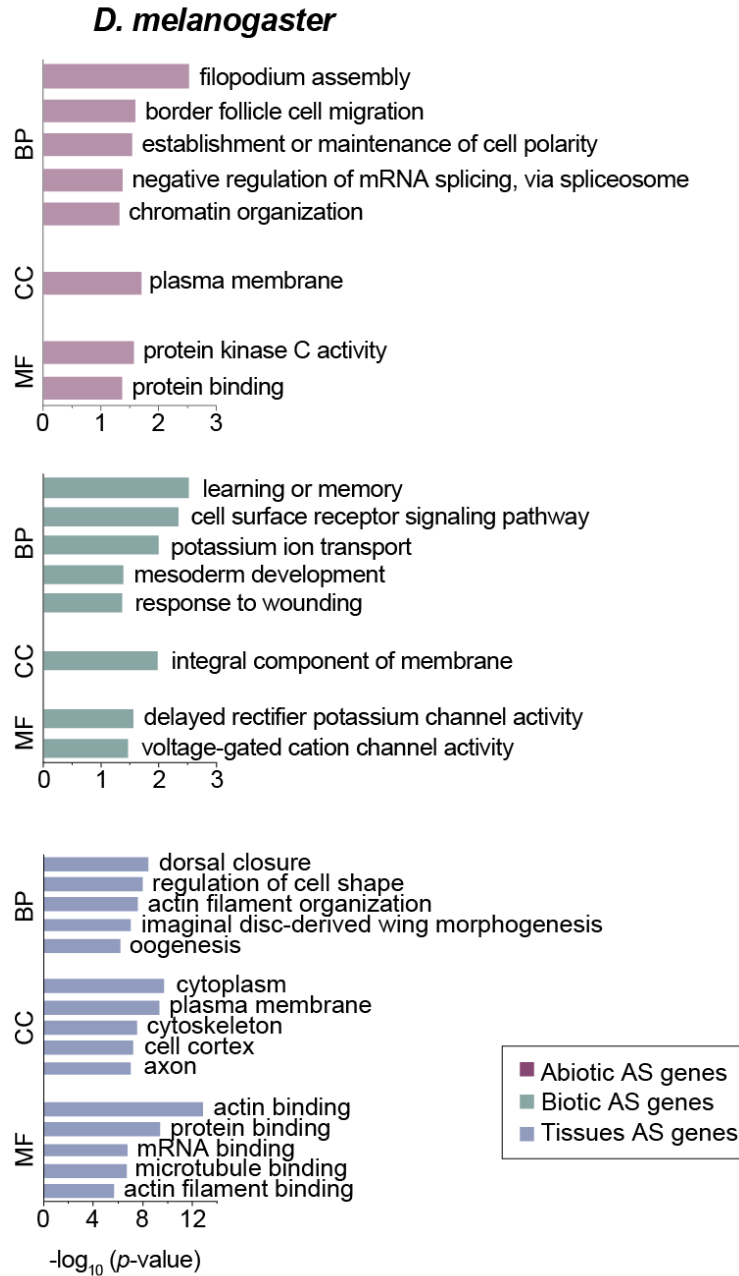 D. melanogaster
BP
filopodium assembly
border follicle cell migration
establishment or maintenance of cell polarity
negative regulation of mRNA splicing, via spliceosome
chromatin organization
CC
plasma membrane
MF
protein kinase C activity
protein binding
0 1 2 3
BP
learning or memory
cell surface receptor signaling pathway
potassium ion transport
mesoderm development
response to wounding
CC
integral component of membrane
MF
delayed rectifier potassium channel activity
voltage-gated cation channel activity
0 1 2 3
BP
dorsal closure
regulation of cell shape
actin filament organization
imaginal disc-derived wing morphogenesis
oogenesis
CC
cytoplasm
plasma membrane
cytoskeleton
cell cortex
axon
MF
actin binding
protein binding
mRNA binding
microtubule binding
actin filament binding
0 4 8 12
-log10 (p-value)
Abiotic AS genes
Biotic AS genes
Tissues AS genes